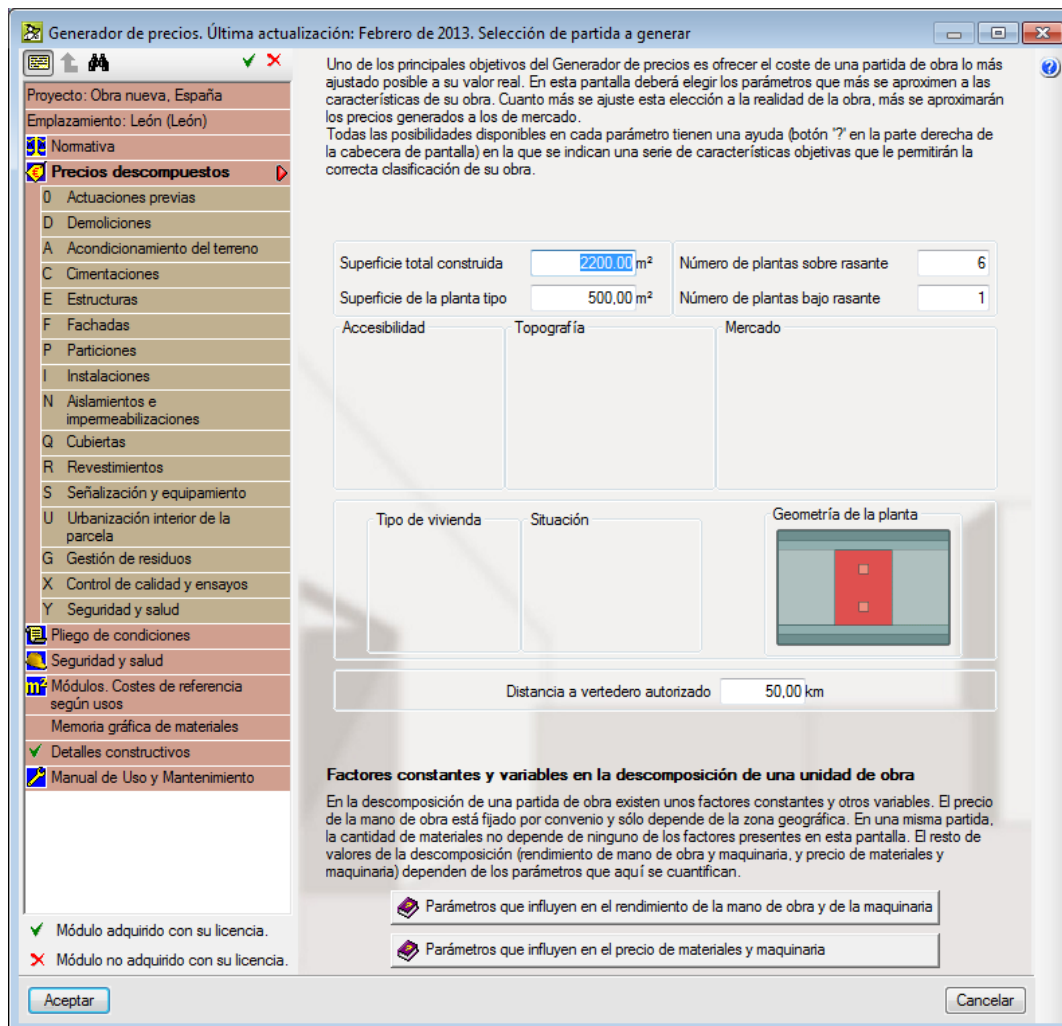 Generador de precios. Última actualización: Febrero de 2013. Selección de partida a generar
Proyecto: Obra nueva, España
Emplazamiento: León (León)
Normativa
Precios descompuestos
0 Actuaciones previas
D Demoliciones
A Acondicionamiento del terreno
C Cimentaciones
E Estructuras
F Fachadas
P Particiones
I Instalaciones
N Aislamientos e
impermeabilizaciones
Q Cubiertas
R Revestimientos
S Señalización y equipamiento
U Urbanización interior de la
parcela
G Gestión de residuos
X Control de calidad y ensayos
Y Seguridad y salud
Pliego de condiciones
Seguridad y salud
m² Módulos. Costes de referencia
según usos
Memoria gráfica de materiales
Detalles constructivos
Manual de Uso y Mantenimiento
Módulo adquirido con su licencia.
Módulo no adquirido con su licencia.
Uno de los principales objetivos del Generador de precios es ofrecer el coste de una partida de obra lo más
ajustado posible a su valor real. En esta pantalla deberá elegir los parámetros que más se aproximen a las
características de su obra. Cuanto más se ajuste esta elección a la realidad de la obra, más se aproximarán
los precios generados a los de mercado.
Todas las posibilidades disponibles en cada parámetro tienen una ayuda (botón '?' en la parte derecha de
la cabecera de pantalla) en la que se indican una serie de características objetivas que le permitirán la
correcta clasificación de su obra.
Superficie total construida 2200.00 m² Número de plantas sobre rasante 6
Superficie de la planta tipo 500,00 m² Número de plantas bajo rasante 1
Accesibilidad Topografía Mercado
Tipo de vivienda Situación Geometría de la planta
Distancia a vertedero autorizado 50,00 km
Factores constantes y variables en la descomposición de una unidad de obra
En la descomposición de una partida de obra existen unos factores constantes y otros variables. El precio
de la mano de obra está fijado por convenio y sólo depende de la zona geográfica. En una misma partida,
la cantidad de materiales no depende de ninguno de los factores presentes en esta pantalla. El resto de
valores de la descomposición (rendimiento de mano de obra y maquinaria, y precio de materiales y
maquinaria) dependen de los parámetros que aquí se cuantifican.
Parámetros que influyen en el rendimiento de la mano de obra y de la maquinaria
Parámetros que influyen en el precio de materiales y maquinaria
Aceptar Cancelar